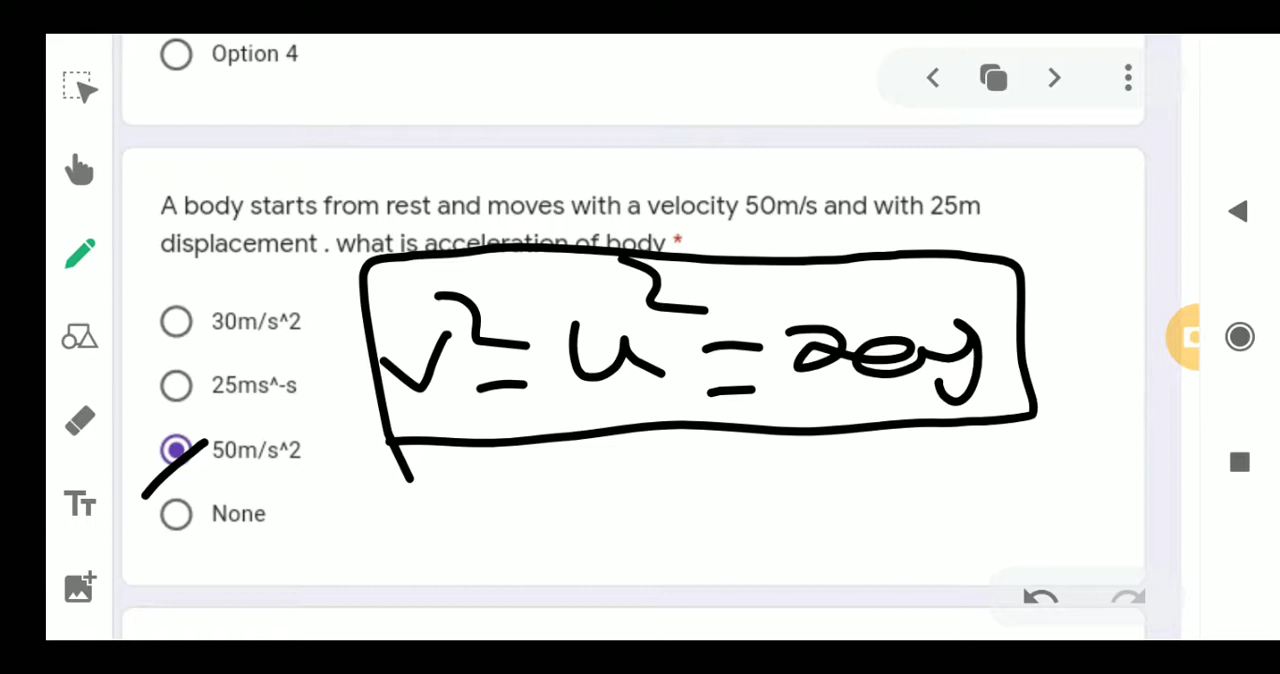 Option 4
A body starts from rest and moves with a velocity 50m/s and with 25m
displacement . what is acceleration of body *
30m/s^2
25ms^-s
50m/s^2
None
v² = u² =
Tт